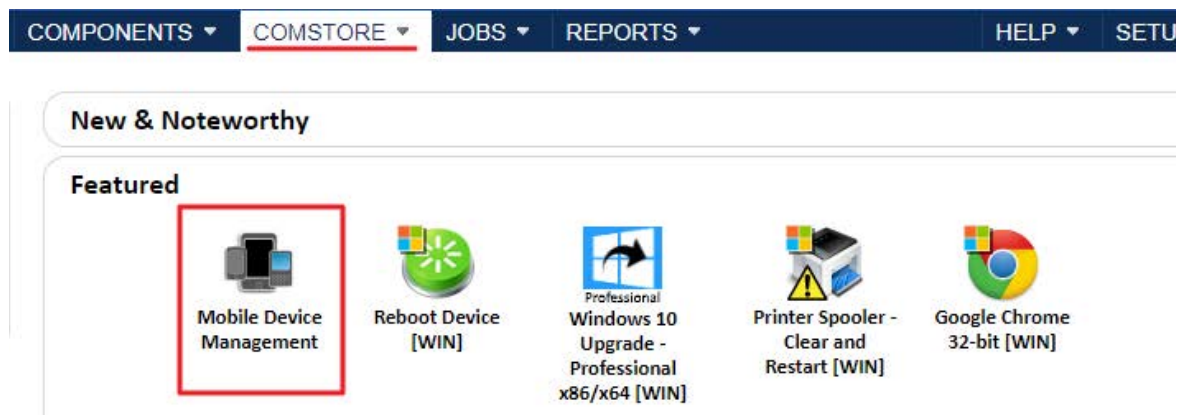 COMPONENTS COMSTORE JOBS REPORTS HELP SETU
New & Noteworthy
Featured
Mobile Device
Management
Reboot Device
[WIN]
Professional
Windows 10
Upgrade -
Professional
x86/x64 [WIN]
Printer Spooler -
Clear and
Restart [WIN]
Google Chrome
32-bit [WIN]